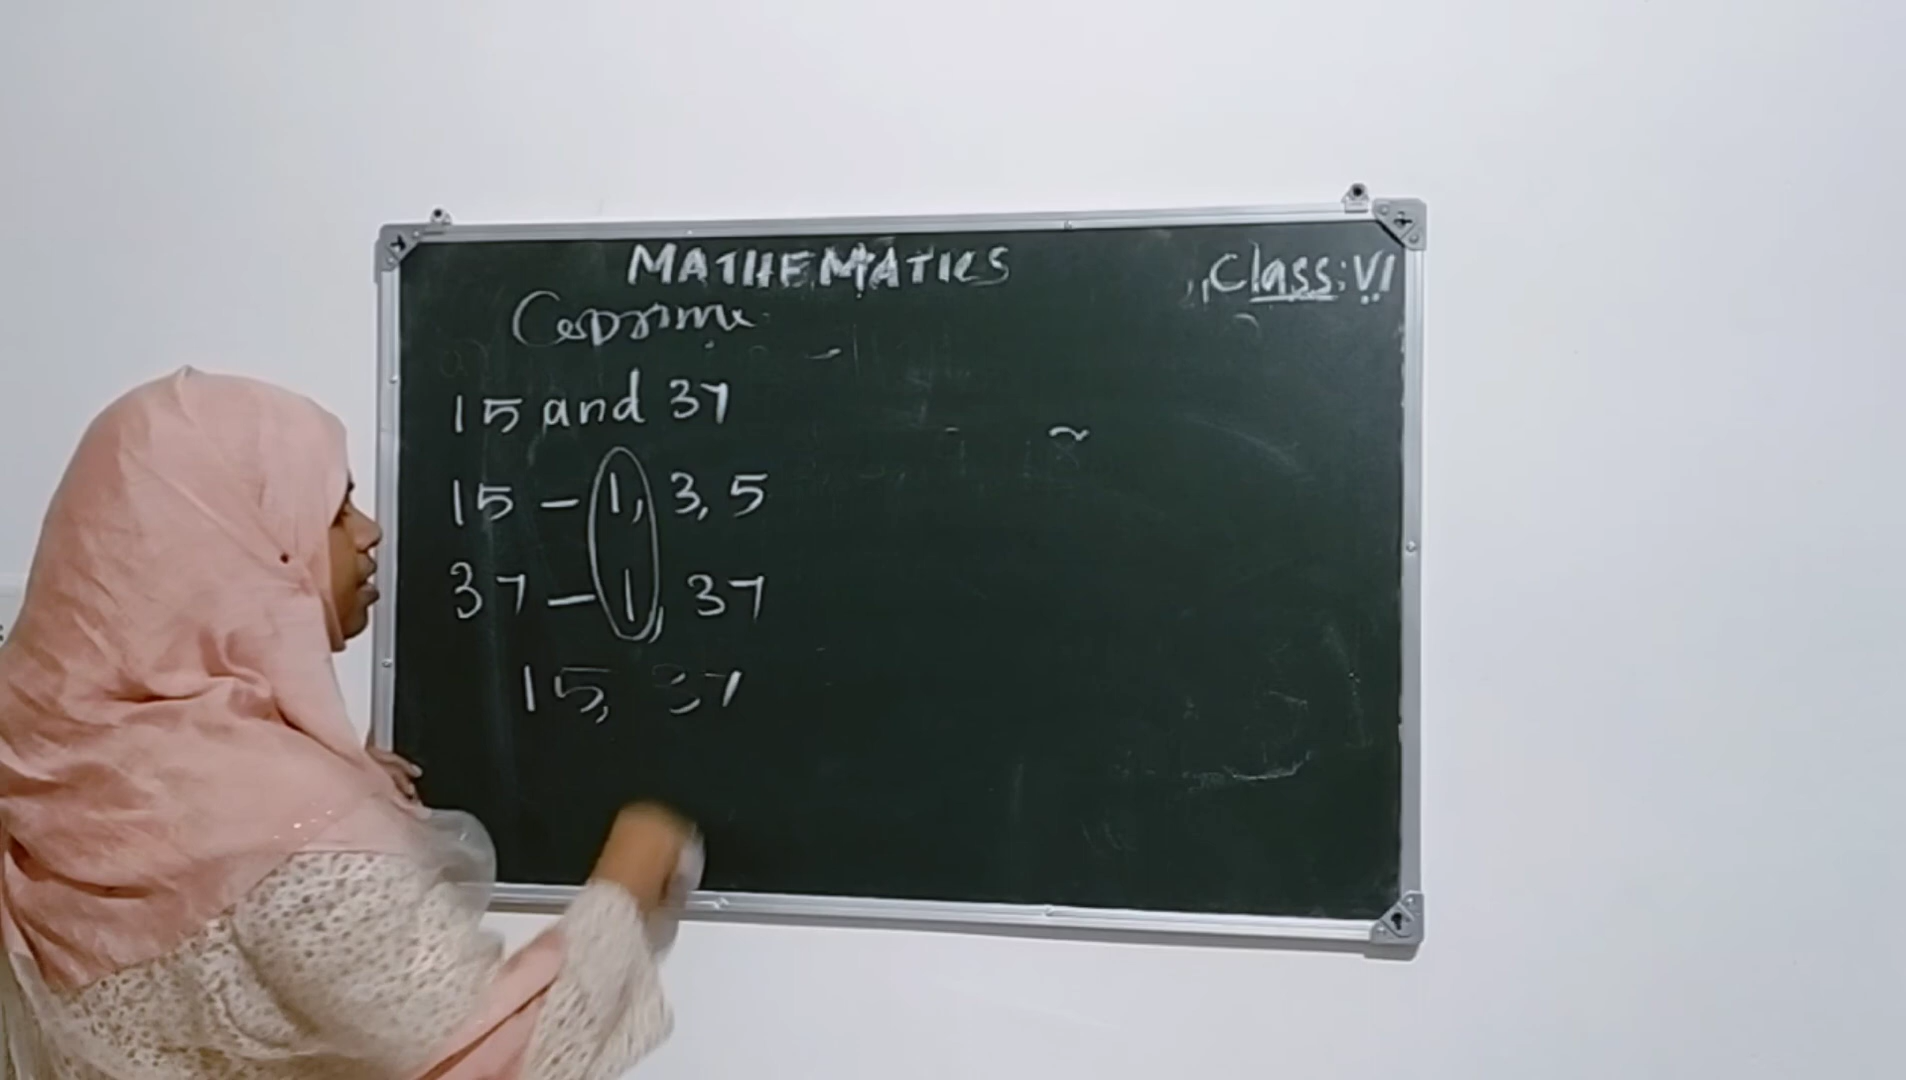 MATHEMATICS
Class: VI
Coprime
15 and 37
15 - 1, 3, 5
37 - 1, 37
15, 37